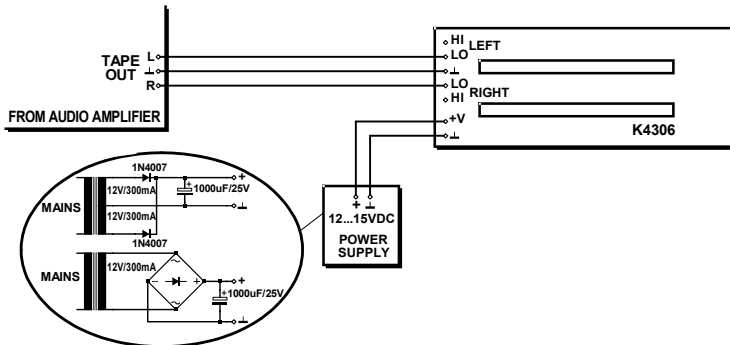 TAPE OUT
L
⊥
R
FROM AUDIO AMPLIFIER
HI
LEFT
LO
⊥
LO
RIGHT
HI
+V
⊥
K4306
1N4007
12V/300mA
MAINS
12V/300mA
1N4007
+
+
1000uF/25V
⊥
12V/300mA
MAINS
~
-
+
~
+
+1000uF/25V
⊥
+ ⊥
12...15VDC
POWER
SUPPLY